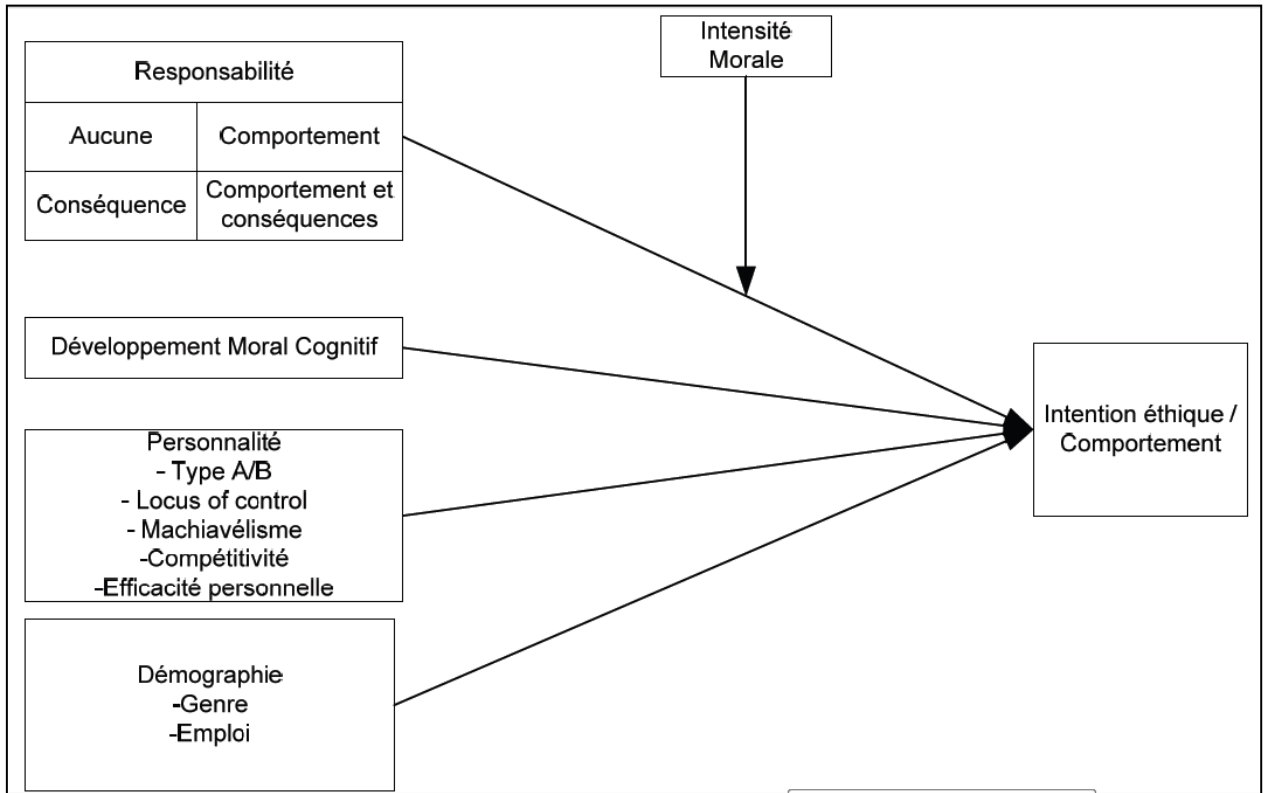 Intensité
Morale
Responsabilité
Aucune
Comportement
Conséquence
Comportement et
conséquences
Développement Moral Cognitif
Intention éthique /
Comportement
Personnalité
- Type A/B
- Locus of control
- Machiavélisme
-Compétitivité
-Efficacité personnelle
Démographie
-Genre
-Emploi